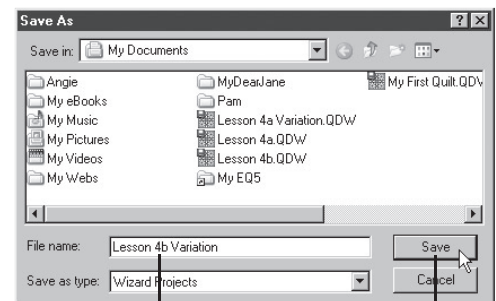 Save As
Save in: My Documents
Angie MyDearJane My First Quilt.QDW
My eBooks Pam
My Music Lesson 4a Variation.QDW
My Pictures Lesson 4a.QDW
My Videos Lesson 4b.QDW
My Webs My EQ5
File name: Lesson 4b Variation Save
Save as type: Wizard Projects Cancel